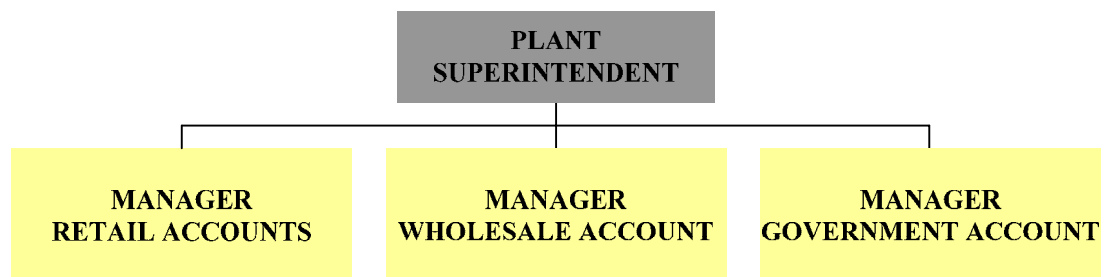 PLANT
SUPERINTENDENT
MANAGER
RETAIL ACCOUNTS
MANAGER
WHOLESALE ACCOUNT
MANAGER
GOVERNMENT ACCOUNT